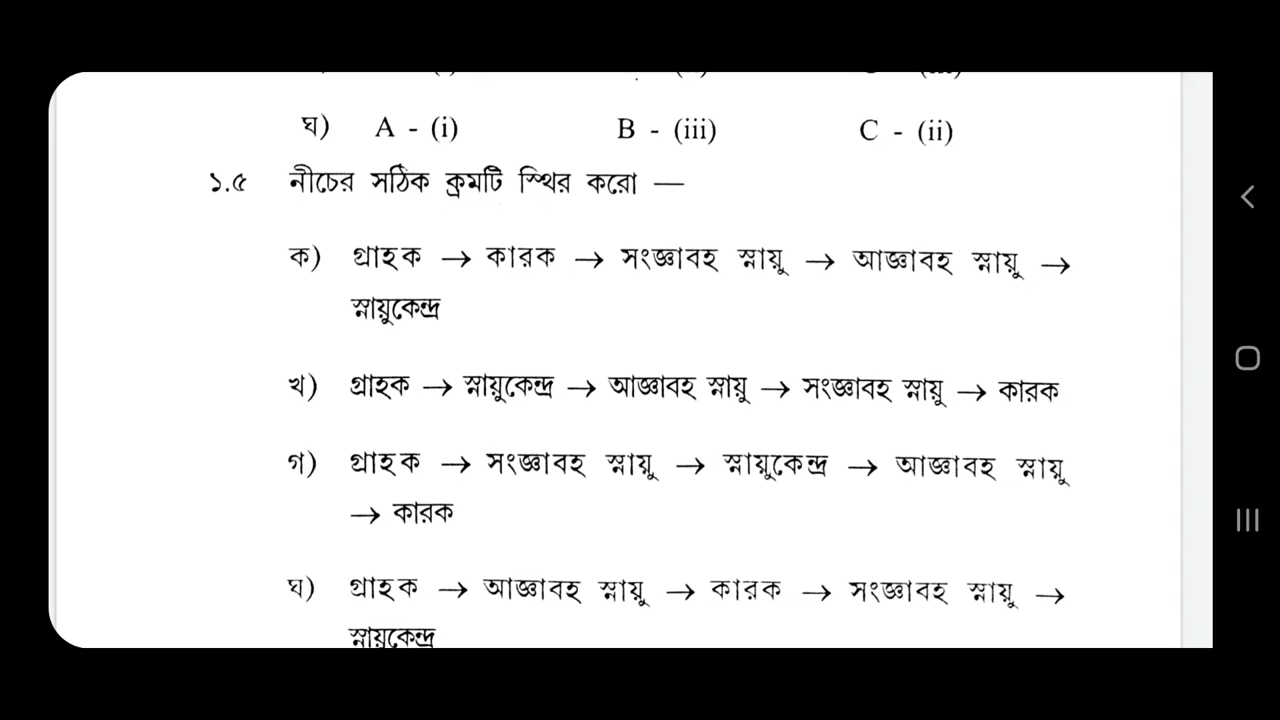 ঘ) A - (i) B - (iii) C - (ii)
১.৫ নীচের সঠিক ক্রমটি স্থির করো —
ক) গ্রাহক → কারক → সংজ্ঞাবহ স্নায়ু → আজ্ঞাবহ স্নায়ু →
স্নায়ুকেন্দ্র
খ) গ্রাহক → স্নায়ুকেন্দ্র → আজ্ঞাবহ স্নায়ু → সংজ্ঞাবহ স্নায়ু → কারক
গ) গ্রাহক → সংজ্ঞাবহ স্নায়ু → স্নায়ুকেন্দ্র → আজ্ঞাবহ স্নায়ু
→ কারক
ঘ) গ্রাহক → আজ্ঞাবহ স্নায়ু → কারক → সংজ্ঞাবহ স্নায়ু →
স্নায়ুকেন্দ্র